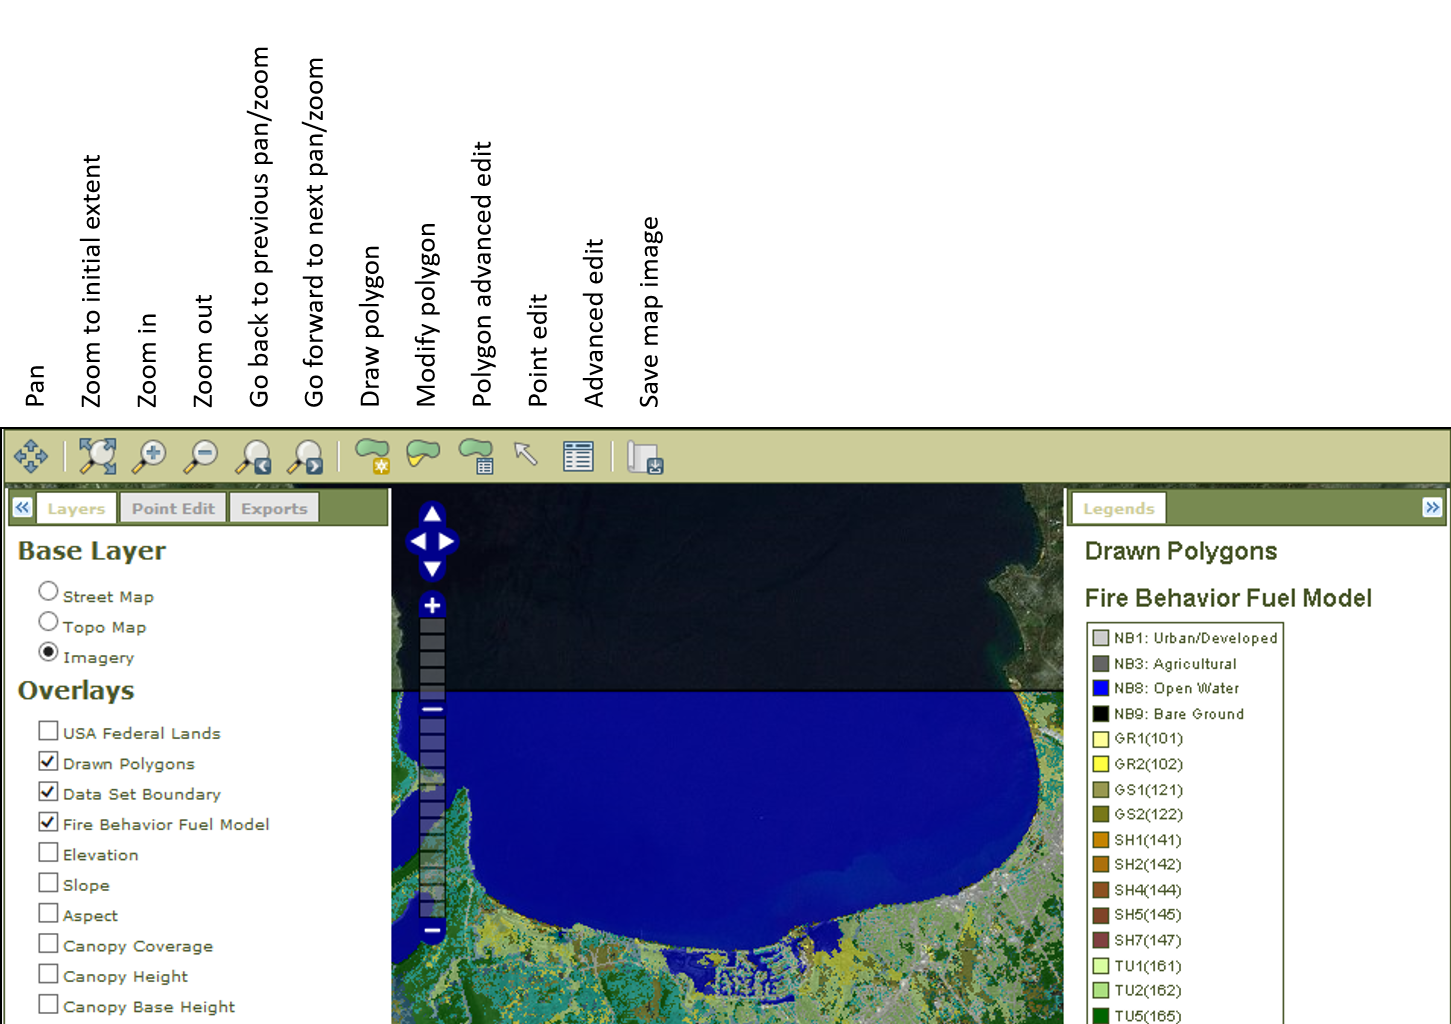 Pan
Zoom to initial extent
Zoom in
Zoom out
Go back to previous pan/zoom
Go forward to next pan/zoom
Draw polygon
Modify polygon
Polygon advanced edit
Point edit
Advanced edit
Save map image
Layers
Point Edit
Exports
Base Layer
Street Map
Topo Map
Imagery
Overlays
USA Federal Lands
Drawn Polygons
Data Set Boundary
Fire Behavior Fuel Model
Elevation
Slope
Aspect
Canopy Coverage
Canopy Height
Canopy Base Height
Legends
Drawn Polygons
Fire Behavior Fuel Model
NB1: Urban/Developed
NB3: Agricultural
NB8: Open Water
NB9: Bare Ground
GR1(101)
GR2(102)
GS1(121)
GS2(122)
SH1(141)
SH2(142)
SH4(144)
SH5(145)
SH7(147)
TU1(161)
TU2(162)
TU5(165)